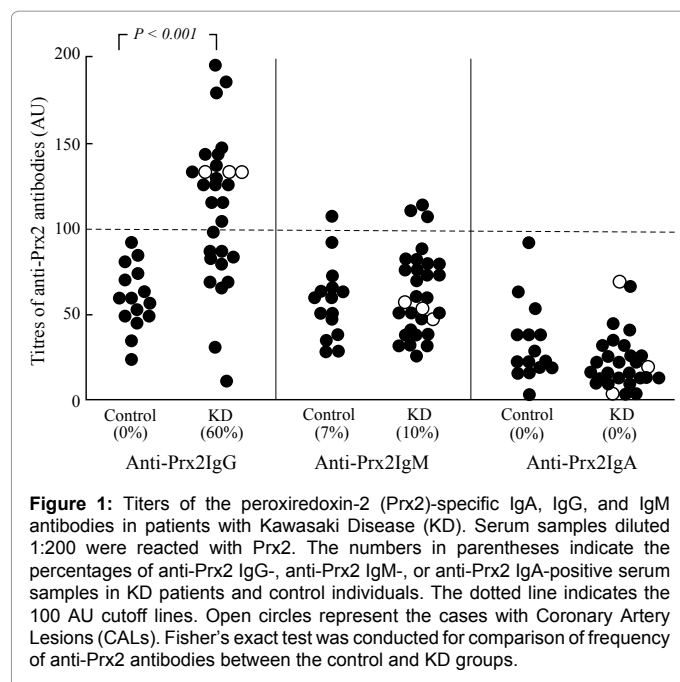 P < 0.001
200
150
100
50
0
Titres of anti-Prx2 antibodies (AU)
Control KD Control KD Control KD
(0%) (60%) (7%) (10%) (0%) (0%)
Anti-Prx2IgG Anti-Prx2IgM Anti-Prx2IgA
Figure 1: Titers of the peroxiredoxin-2 (Prx2)-specific IgA, IgG, and IgM
antibodies in patients with Kawasaki Disease (KD). Serum samples diluted
1:200 were reacted with Prx2. The numbers in parentheses indicate the
percentages of anti-Prx2 IgG-, anti-Prx2 IgM-, or anti-Prx2 IgA-positive serum
samples in KD patients and control individuals. The dotted line indicates the
100 AU cutoff lines. Open circles represent the cases with Coronary Artery
Lesions (CALs). Fisher's exact test was conducted for comparison of frequency
of anti-Prx2 antibodies between the control and KD groups.